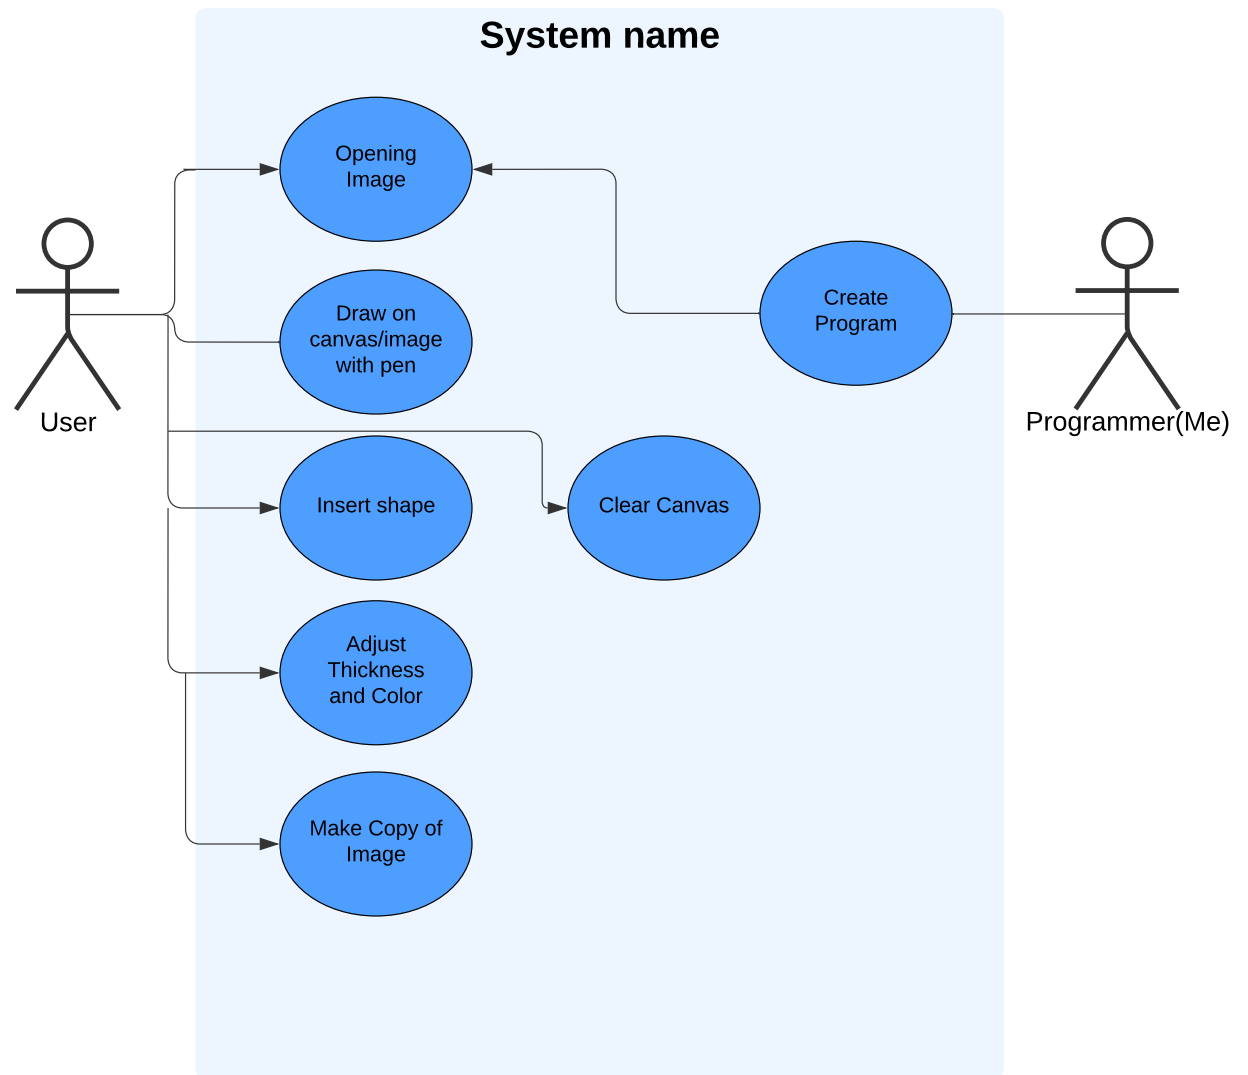 System name
Opening
Image
Draw on
canvas/image
with pen
Create
Program
User
Programmer(Me)
Insert shape
Clear Canvas
Adjust
Thickness
and Color
Make Copy of
Image